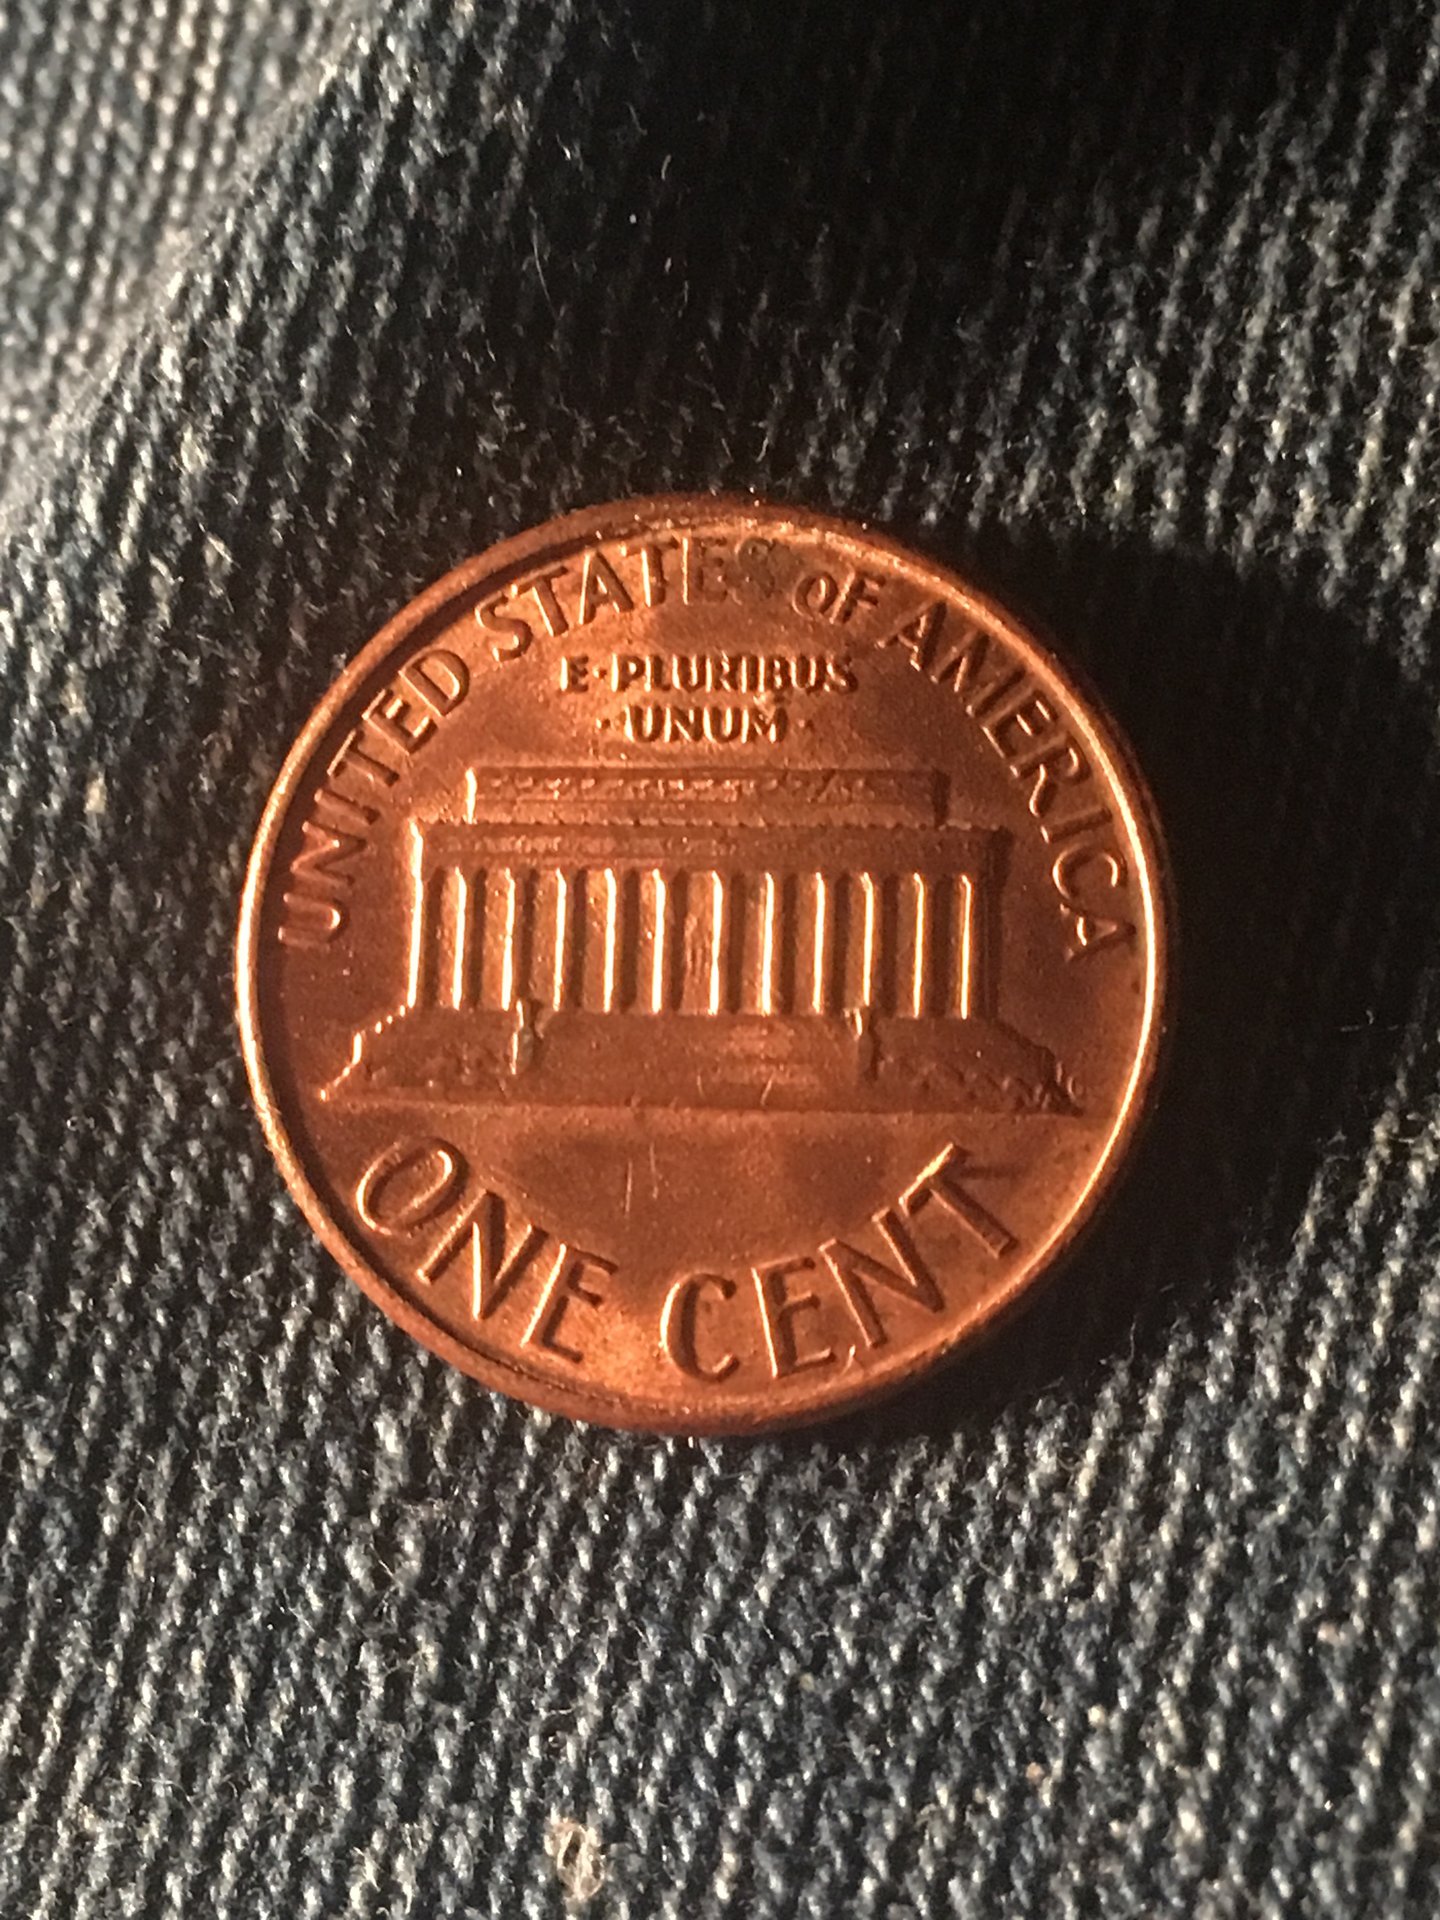 UNITED STATES OF AMERICA
E·PLURIBUS
·UNUM·
ONE CENT